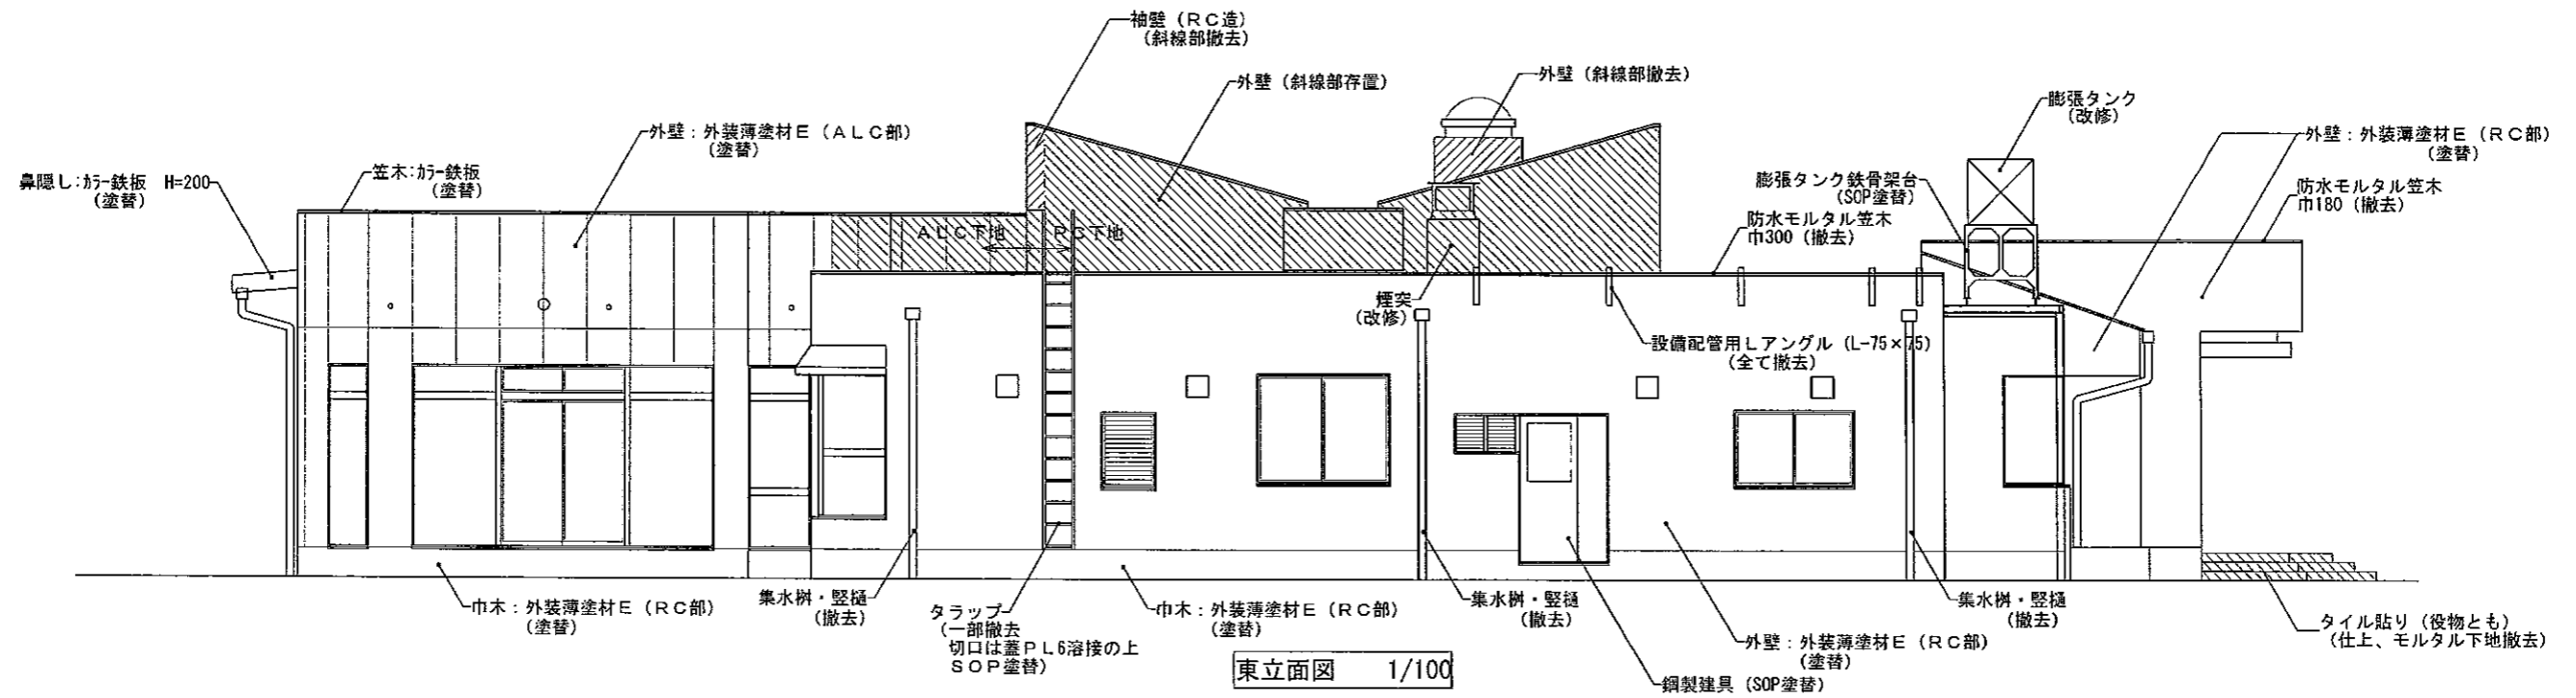 袖壁（ＲＣ造）
（斜線部撤去）
外壁（斜線部存置）
外壁（斜線部撤去）
膨張タンク
（改修）
外壁：外装薄塗材Ｅ（ＡＬＣ部）
（塗替）
外壁：外装薄塗材Ｅ（ＲＣ部）
（塗替）
鼻隠し：ｶﾗｰ鉄板　H=200
（塗替）
笠木：ｶﾗｰ鉄板
（塗替）
膨張タンク鉄骨架台
（SOP塗替）
防水モルタル笠木
巾180（撤去）
防水モルタル笠木
巾300（撤去）
ＡＬＣ下地
ＲＣ下地
煙突
（改修）
設備配管用Ｌアングル（L-75×75）
（全て撤去）
巾木：外装薄塗材Ｅ（ＲＣ部）
（塗替）
集水桝・竪樋
（撤去）
タラップ
（一部撤去
切口は蓋ＰＬ6溶接の上
ＳＯＰ塗替）
巾木：外装薄塗材Ｅ（ＲＣ部）
（塗替）
集水桝・竪樋
（撤去）
外壁：外装薄塗材Ｅ（ＲＣ部）
（塗替）
鋼製建具（SOP塗替）
集水桝・竪樋
（撤去）
タイル貼り（役物とも）
（仕上、モルタル下地撤去）
東立面図　1/100